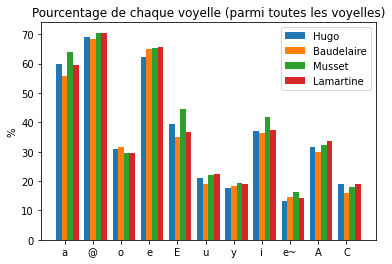 Pourcentage de chaque voyelle (parmi toutes les voyelles)
Hugo
Baudelaire
Musset
Lamartine
%
70
60
50
40
30
20
10
0
a @ o e E u y i e~ A C